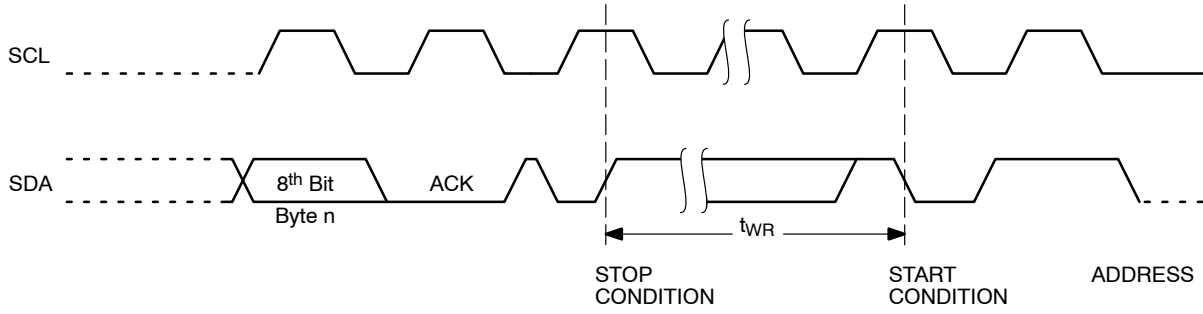 SCL
SDA
8th Bit
Byte n
ACK
tWR
STOP
CONDITION
START
CONDITION
ADDRESS